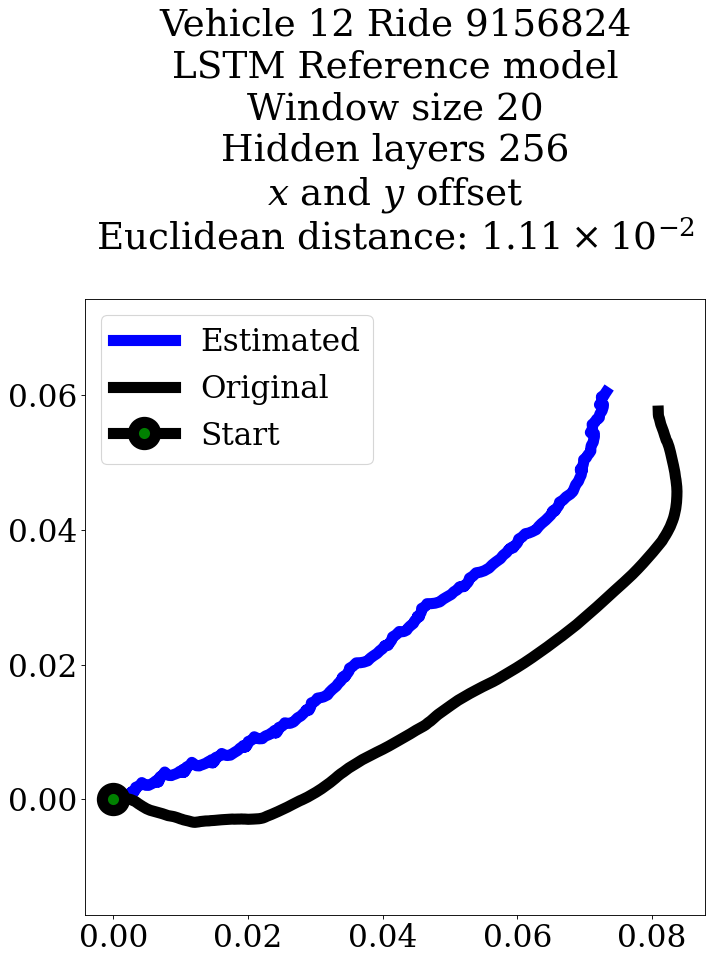 Vehicle 12 Ride 9156824
LSTM Reference model
Window size 20
Hidden layers 256
x and y offset
Euclidean distance: 1.11 × 10⁻²
Estimated
Original
Start
0.06
0.04
0.02
0.00
0.00 0.02 0.04 0.06 0.08